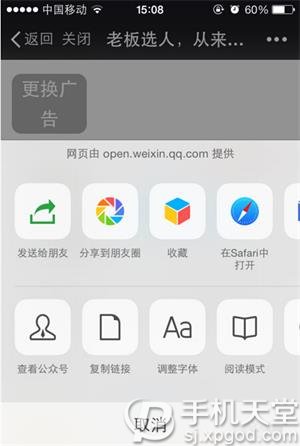 中国移动 15:08 60%
返回 关闭 老板选人，从来...
更换广
告
网页由 open.weixin.qq.com 提供
发送给朋友 分享到朋友圈 收藏 在Safari中
打开
Aa
查看公众号 复制链接 调整字体 阅读模式
取消
手机天堂
sj.xpgod.com